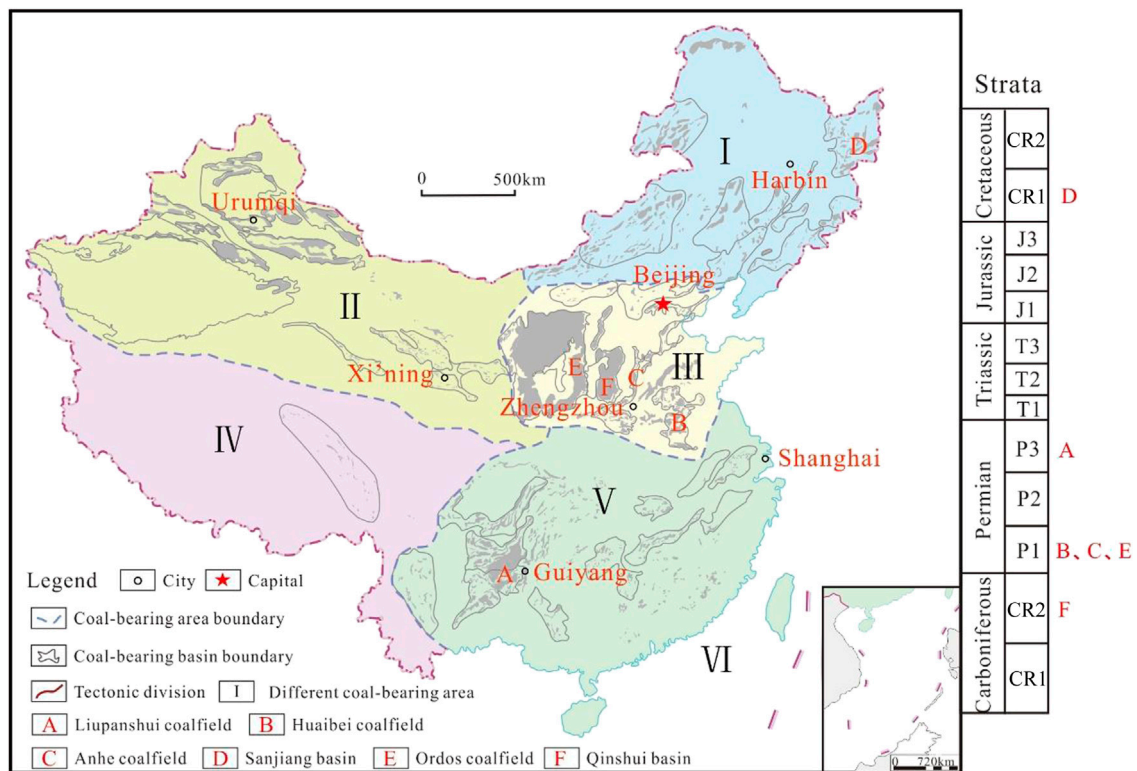 Strata
Cretaceous
CR2
CR1
D
Jurassic
J3
J2
J1
Triassic
T3
T2
T1
Permian
P3
A
P2
P1
B、C、E
Carboniferous
CR2
F
CR1
I
D
Harbin
0 500km
Urumqi
Beijing
II
Xi'ning
E
F
C
III
Zhengzhou
B
IV
Shanghai
V
A
Guiyang
VI
Legend City Capital
Coal-bearing area boundary
Coal-bearing basin boundary
Tectonic division I Different coal-bearing area
A Liupanshui coalfield B Huaibei coalfield
C Anhe coalfield D Sanjiang basin E Ordos coalfield F Qinshui basin
0 720km